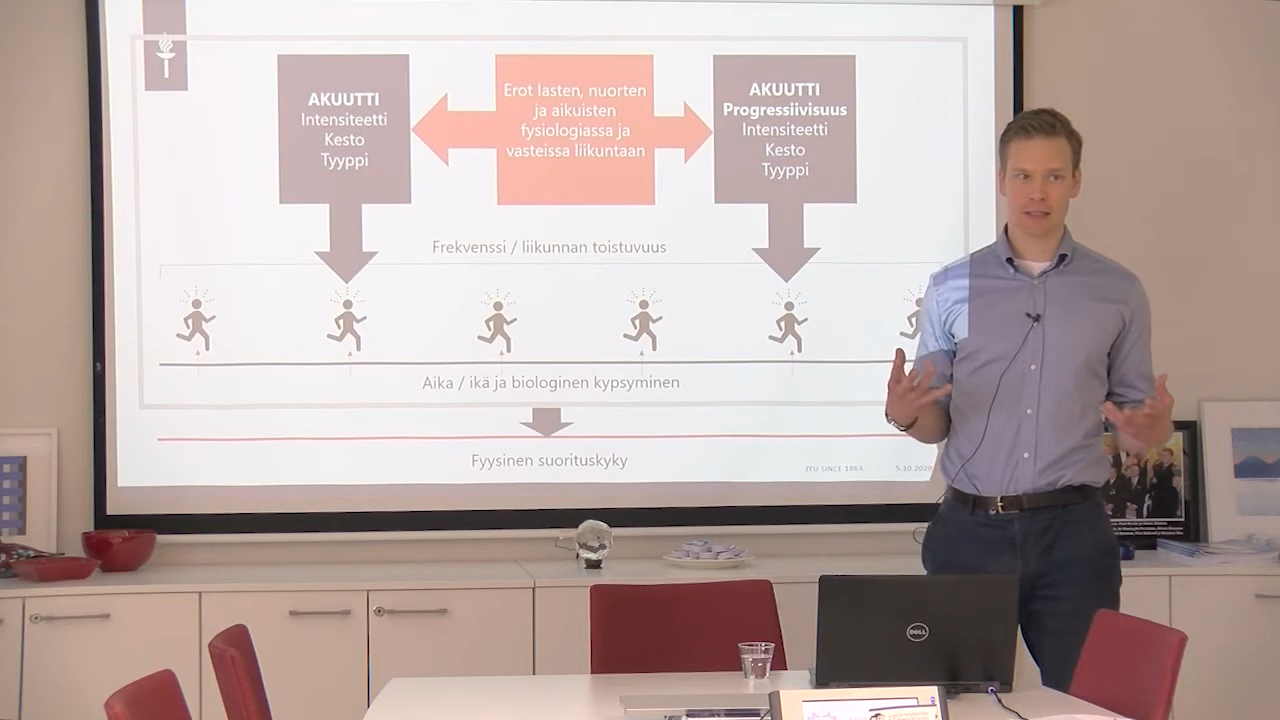 AKUUTTI
Intensiteetti
Kesto
Tyyppi
Erot lasten, nuorten
ja aikuisten
fysiologiassa ja
vasteissa liikuntaan
AKUUTTI
Progressiivisuus
Intensiteetti
Kesto
Tyyppi
Frekvenssi / liikunnan toistuvuus
Aika / ikä ja biologinen kypsyminen
Fyysinen suorituskyky
JYU SINCE 1863.
5.10.2020
DELL